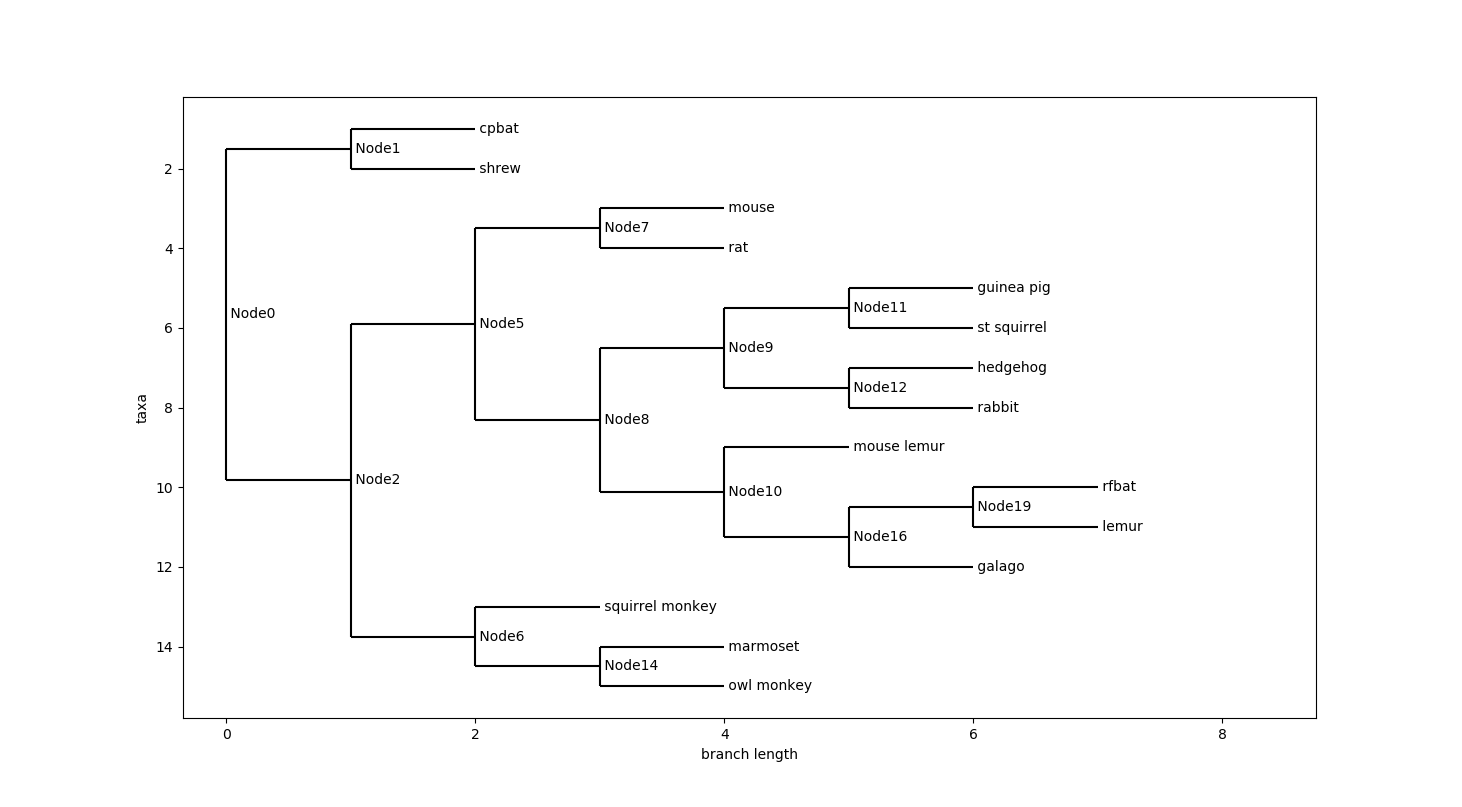 cpbat
Node1
2
shrew
mouse
Node7
4
rat
guinea pig
Node11
Node0
Node5
6
st squirrel
Node9
hedgehog
Node12
8
rabbit
taxa
Node8
mouse lemur
Node2
10
rfbat
Node10
Node19
lemur
Node16
12
galago
squirrel monkey
Node6
14
marmoset
Node14
owl monkey
0 2 4 6 8
branch length